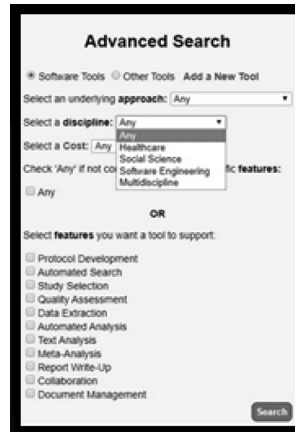 Advanced Search
Software Tools Other Tools Add a New Tool
Select an underlying approach: Any
Select a discipline: Any
Any
Healthcare
Social Science
Software Engineering
Multidiscipline
Select a Cost: Any
Check 'Any' if not co fic features:
Any
OR
Select features you want a tool to support:
Protocol Development
Automated Search
Study Selection
Quality Assessment
Data Extraction
Automated Analysis
Text Analysis
Meta-Analysis
Report Write-Up
Collaboration
Document Management
Search